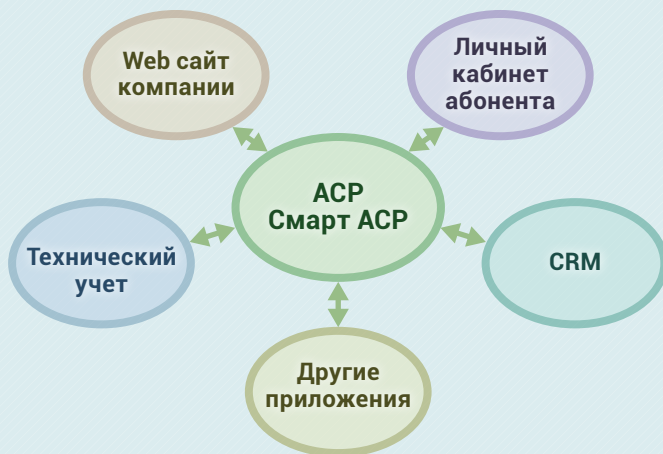 Web сайт
компании
Личный
кабинет
абонента
АСР
Смарт АСР
Технический
учет
CRM
Другие
приложения